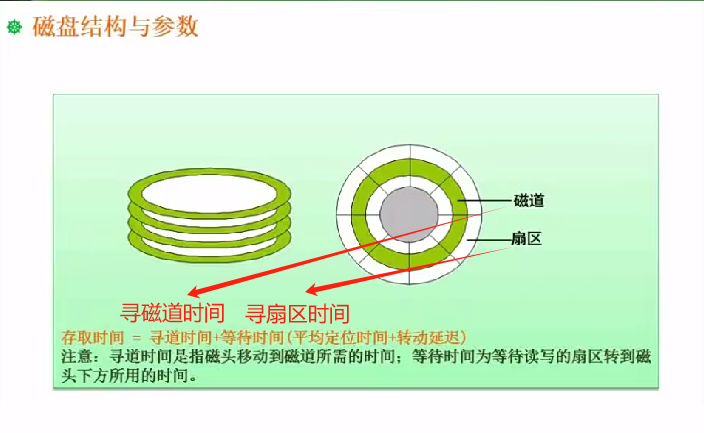 磁盘结构与参数
磁道
扇区
寻磁道时间
寻扇区时间
存取时间 = 寻道时间+等待时间(平均定位时间+转动延迟)
注意：寻道时间是指磁头移动到磁道所需的时间；等待时间为等待读写的扇区转到磁
头下方所用的时间。